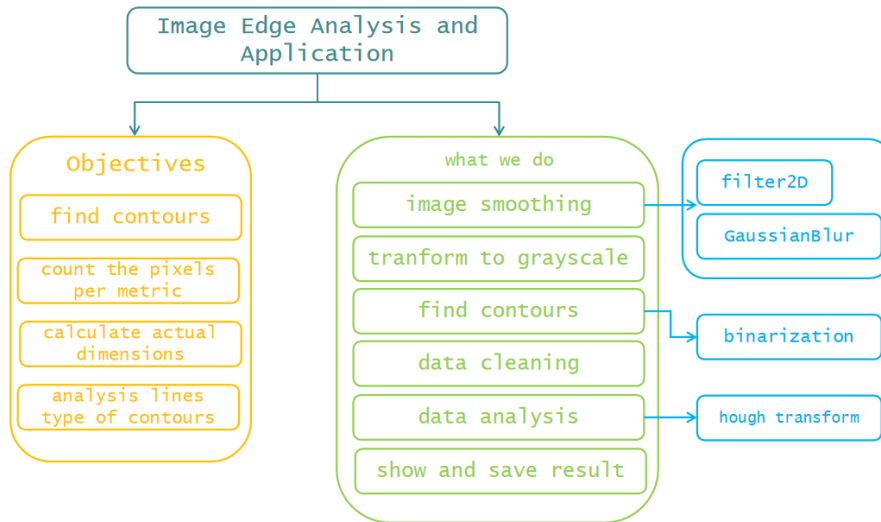 Image Edge Analysis and
Application
Objectives
find contours
count the pixels
per metric
calculate actual
dimensions
analysis lines
type of contours
what we do
image smoothing
tranform to grayscale
find contours
data cleaning
data analysis
show and save result
filter2D
GaussianBlur
binarization
hough transform